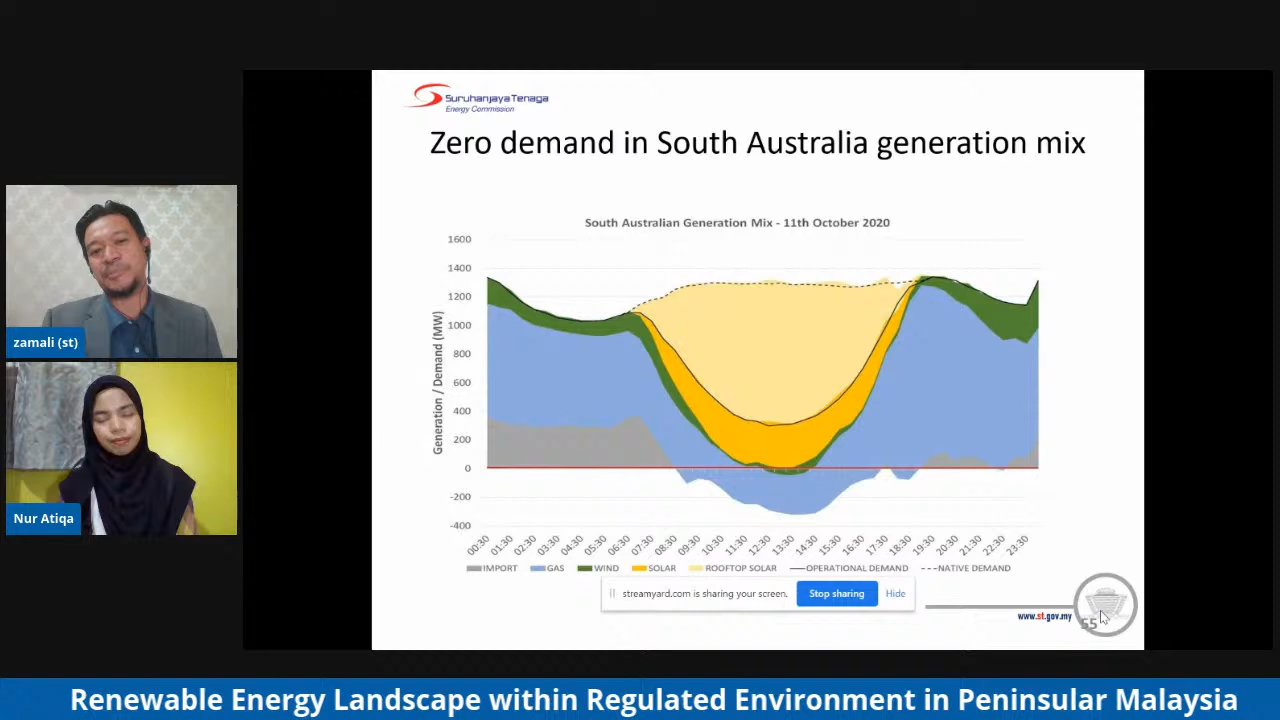 Suruhanjaya Tenaga
Energy Commission
Zero demand in South Australia generation mix
South Australian Generation Mix - 11th October 2020
Generation / Demand (MW)
1600
1400
1200
1000
800
600
400
200
0
-200
-400
00:30 01:30 02:30 03:30 04:30 05:30 06:30 07:30 08:30 09:30 10:30 11:30 12:30 13:30 14:30 15:30 16:30 17:30 18:30 19:30 20:30 21:30 22:30 23:30
IMPORT GAS WIND SOLAR ROOFTOP SOLAR OPERATIONAL DEMAND NATIVE DEMAND
streamyard.com is sharing your screen. Stop sharing Hide
www.st.gov.my
55
zamali (st)
Nur Atiqa
Renewable Energy Landscape within Regulated Environment in Peninsular Malaysia